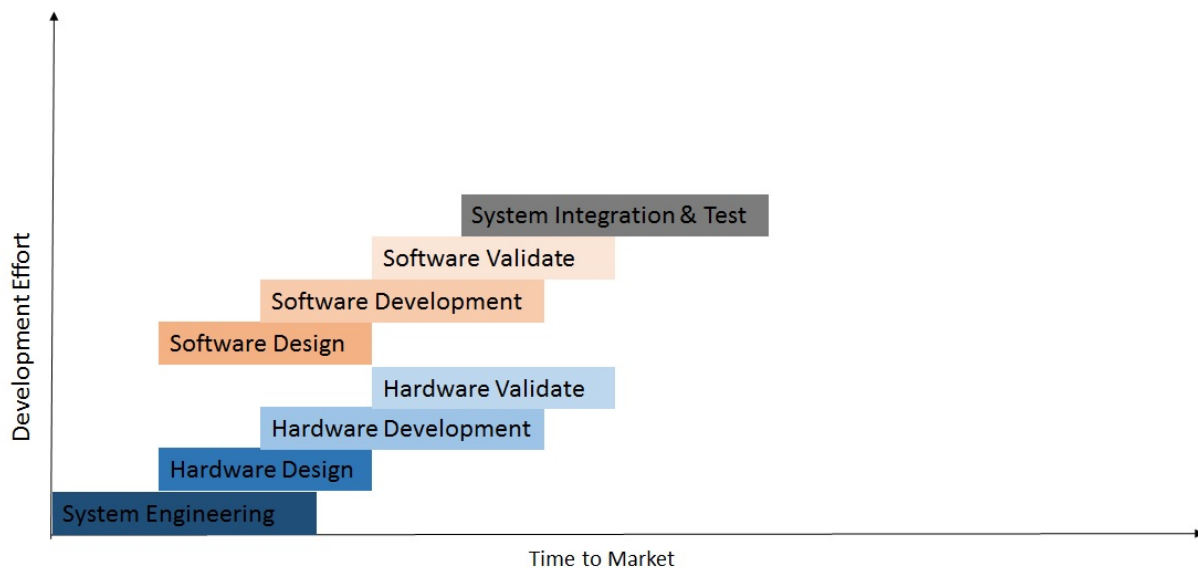 System Integration & Test
Software Validate
Software Development
Software Design
Hardware Validate
Hardware Development
Hardware Design
System Engineering
Development Effort
Time to Market